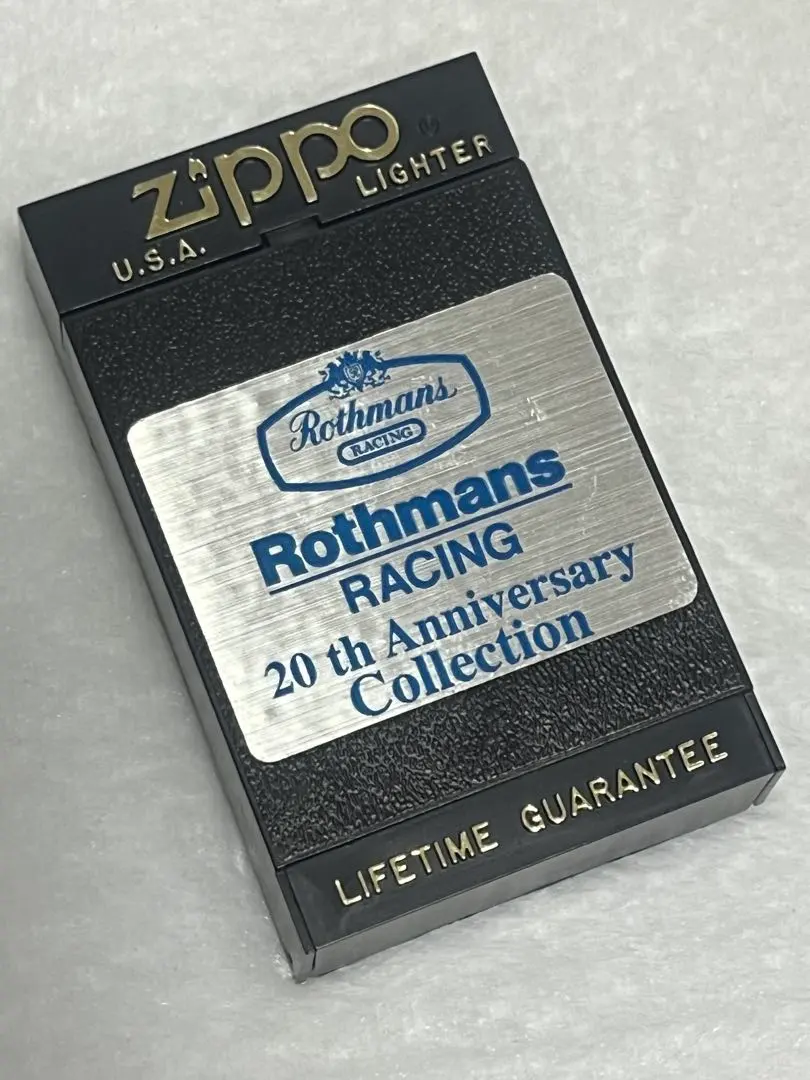 Zippo
LIGHTER
U.S.A.
Rothmans
RACING
Rothmans
RACING
20 th Anniversary
Collection
LIFETIME GUARANTEE